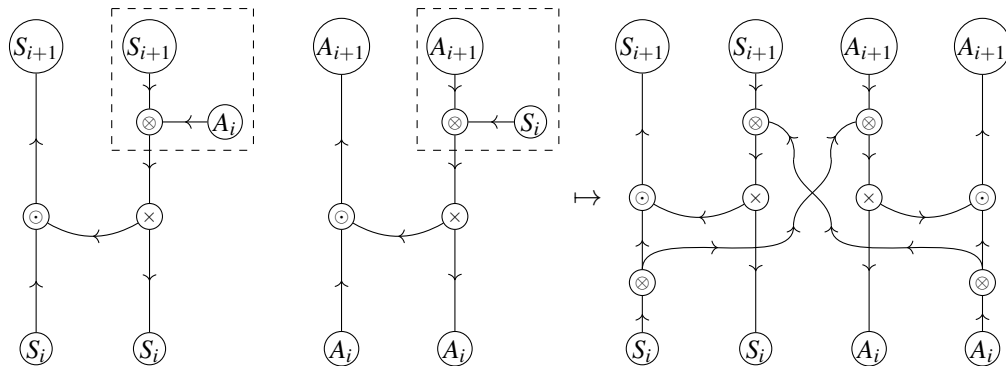 S_{i+1} S_{i+1} A_{i+1} A_{i+1} S_{i+1} S_{i+1} A_{i+1} A_{i+1}
⊗ A_i ⊗ S_i ⊗ ⊗
⊙ × ⊙ × ↦ ⊙ × × ⊙
⊗ ⊗
S_i S_i A_i A_i S_i S_i A_i A_i